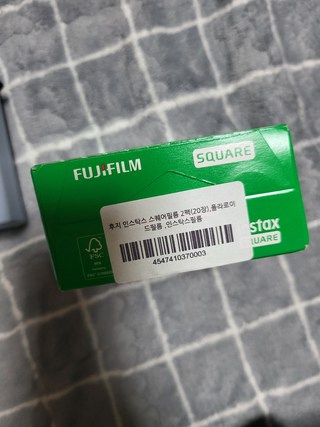 FUJIFILM
SQUARE
후지 인스탁스 스퀘어필름 2팩(20장),폴라로이
드필름 ,인스탁스필름
4547410370003
stax
SQUARE
FSC